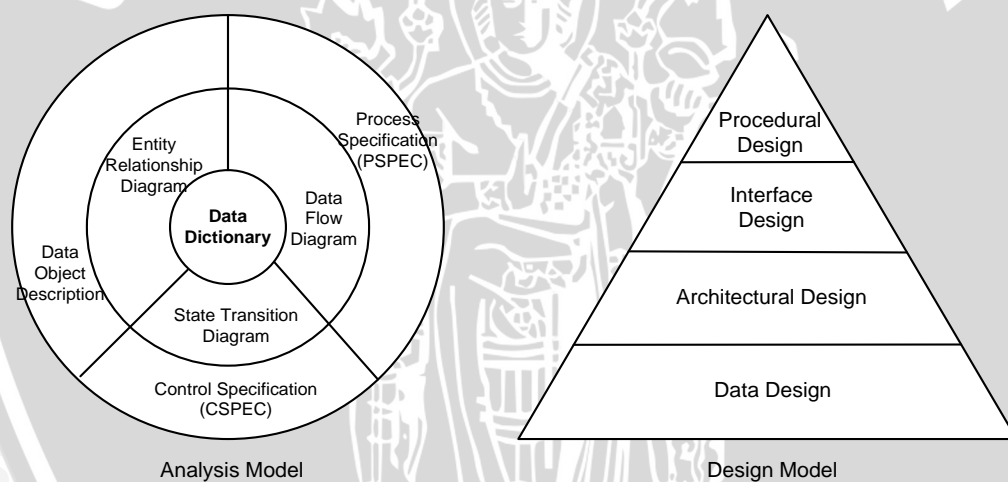 Entity
Relationship
Diagram
Process
Specification
(PSPEC)
Data
Dictionary
Data
Flow
Diagram
Data
Object
Description
State Transition
Diagram
Control Specification
(CSPEC)
Analysis Model
Procedural
Design
Interface
Design
Architectural Design
Data Design
Design Model